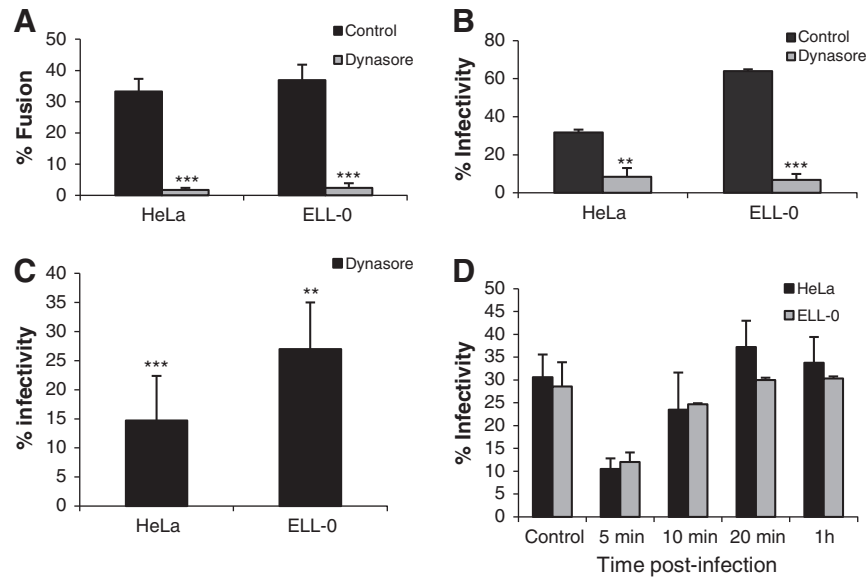 A
Control
Dynasore
% Fusion
50
40
30
20
10
0
***
***
HeLa
ELL-0
B
Control
Dynasore
% Infectivity
80
60
40
20
0
**
***
HeLa
ELL-0
C
Dynasore
% infectivity
40
35
30
25
20
15
10
5
0
***
**
HeLa
ELL-0
D
HeLa
ELL-0
% Infectivity
50
45
40
35
30
25
20
15
10
5
0
Control 5 min 10 min 20 min 1h
Time post-infection